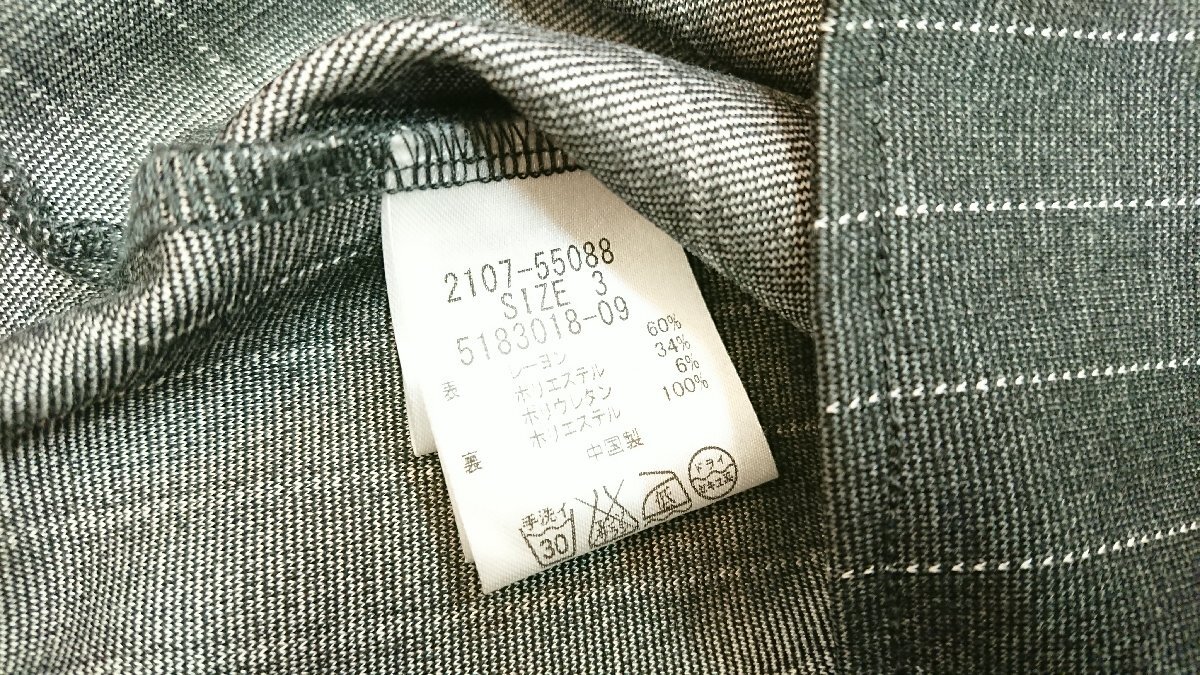 2107-55088
SIZE 3
5183018-09
表 レーヨン 60%
ポリエステル 34%
ポリウレタン 6%
裏 ポリエステル 100%
中国製
手洗イ
30
ドライ